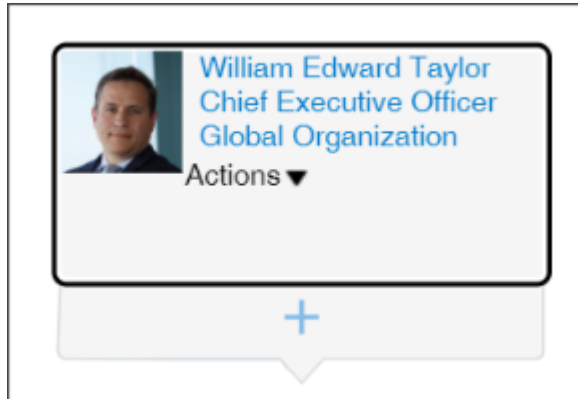 William Edward Taylor
Chief Executive Officer
Global Organization
Actions